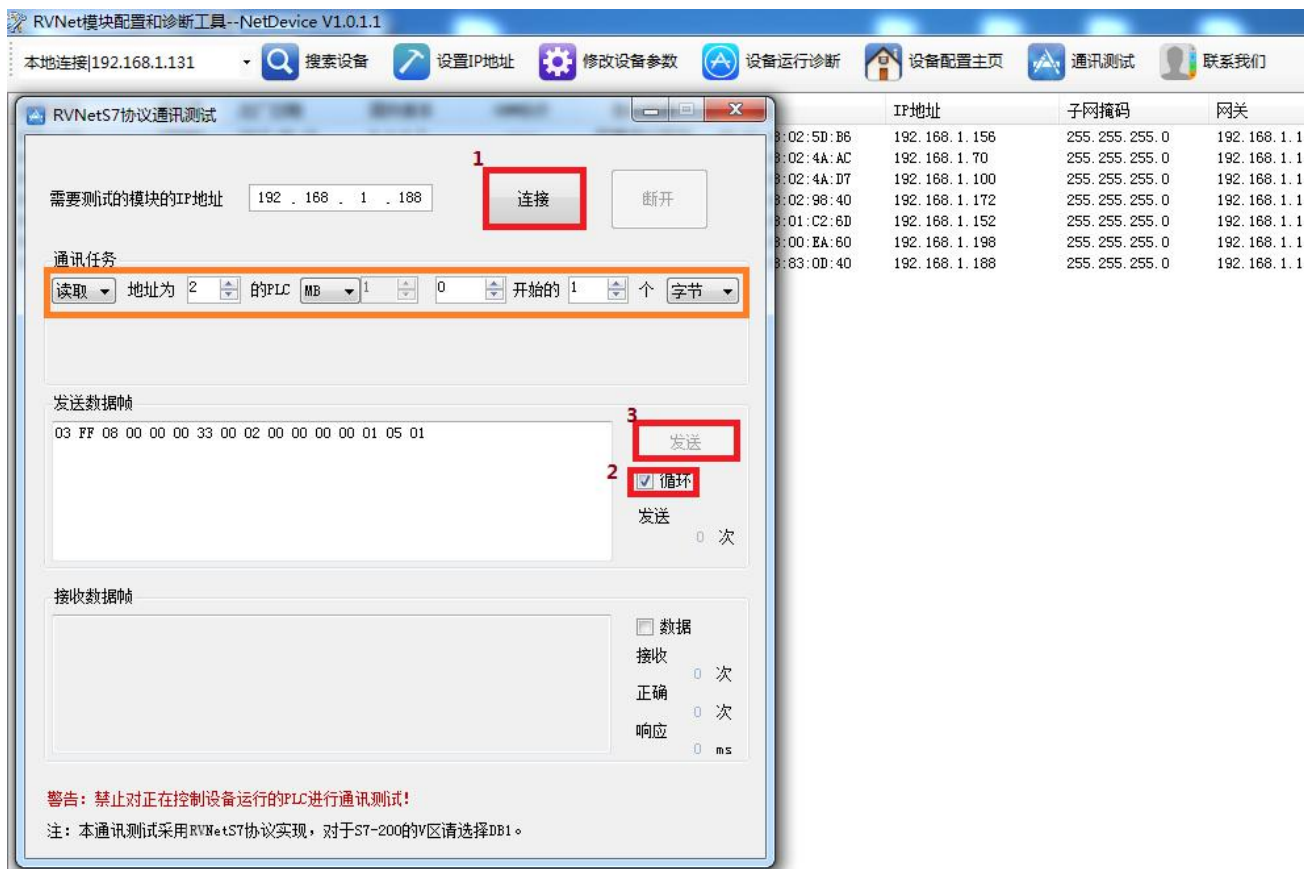 RVNet模块配置和诊断工具--NetDevice V1.0.1.1
本地连接|192.168.1.131 搜索设备 设置IP地址 修改设备参数 设备运行诊断 设备配置主页 通讯测试 联系我们
RVNetS7协议通讯测试
IP地址 子网掩码 网关
:02:5D:B6 192.168.1.156 255.255.255.0 192.168.1.1
:02:4A:AC 192.168.1.70 255.255.255.0 192.168.1.1
:02:4A:D7 192.168.1.100 255.255.255.0 192.168.1.1
:02:98:40 192.168.1.172 255.255.255.0 192.168.1.1
:01:C2:6D 192.168.1.152 255.255.255.0 192.168.1.1
:00:EA:60 192.168.1.198 255.255.255.0 192.168.1.1
:83:0D:40 192.168.1.188 255.255.255.0 192.168.1.1
1
需要测试的模块的IP地址 192 . 168 . 1 . 188 连接 断开
通讯任务
读取 地址为 2 的PLC MB 1 0 开始的 1 个 字节
发送数据帧
03 FF 08 00 00 00 33 00 02 00 00 00 00 01 05 01
3
发送
2 循环
发送
0 次
接收数据帧
数据
接收
0 次
正确
0 次
响应
0 ms
警告：禁止对正在控制设备运行的PLC进行通讯测试!
注：本通讯测试采用RVNetS7协议实现，对于S7-200的V区请选择DB1。